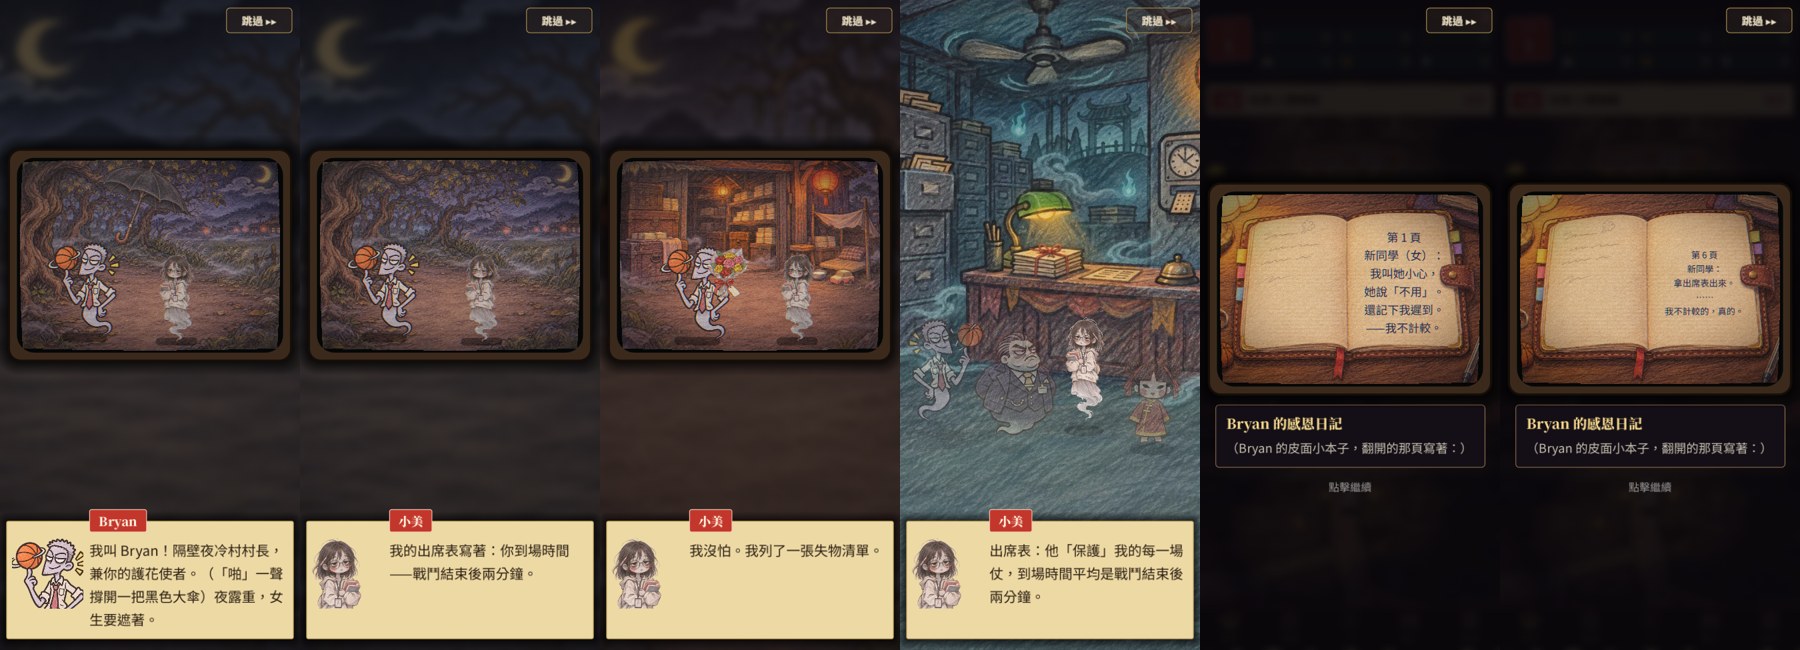 跳過 ▸▸
Bryan
我叫 Bryan！隔壁夜冷村村長，
兼你的護花使者。（「啪」一聲
撐開一把黑色大傘）夜露重，女
生要遮著。
跳過 ▸▸
小美
我的出席表寫著：你到場時間
——戰鬥結束後兩分鐘。
跳過 ▸▸
小美
我沒怕。我列了一張失物清單。
跳過 ▸▸
小美
出席表：他「保護」我的每一場
仗，到場時間平均是戰鬥結束後
兩分鐘。
跳過 ▸▸
第 1 頁
新同學（女）：
我叫她小心，
她說「不用」。
還記下我遲到。
——我不計較。
Bryan 的感恩日記
（Bryan 的皮面小本子，翻開的那頁寫著：）
點擊繼續
跳過 ▸▸
第 6 頁
新同學：
拿出席表出來。
……
我不計較的，真的。
Bryan 的感恩日記
（Bryan 的皮面小本子，翻開的那頁寫著：）
點擊繼續